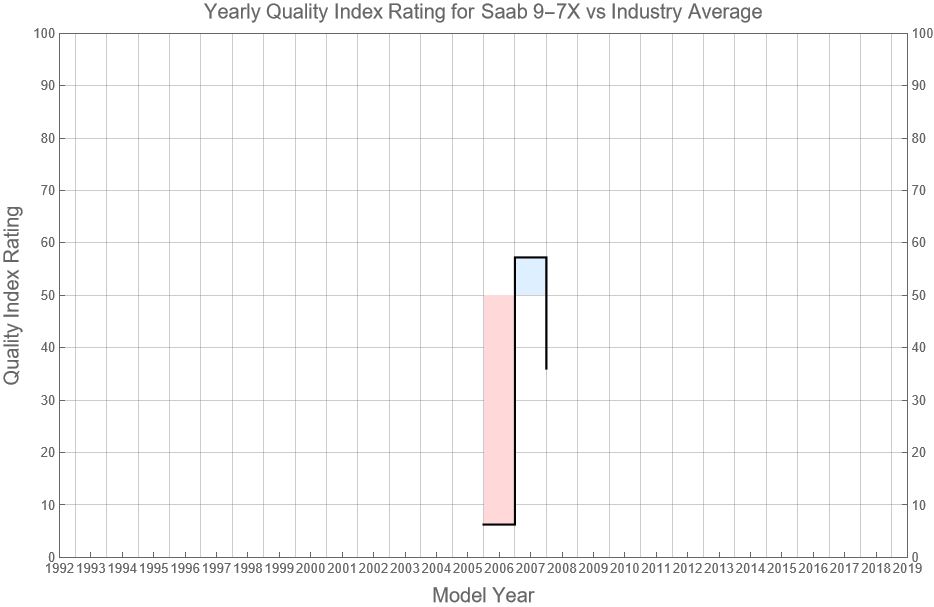 Yearly Quality Index Rating for Saab 9–7X vs Industry Average
100 100
90 90
80 80
70 70
60 60
50 50
40 40
30 30
20 20
10 10
0 0
Quality Index Rating
1992 1993 1994 1995 1996 1997 1998 1999 2000 2001 2002 2003 2004 2005 2006 2007 2008 2009 2010 2011 2012 2013 2014 2015 2016 2017 2018 2019
Model Year